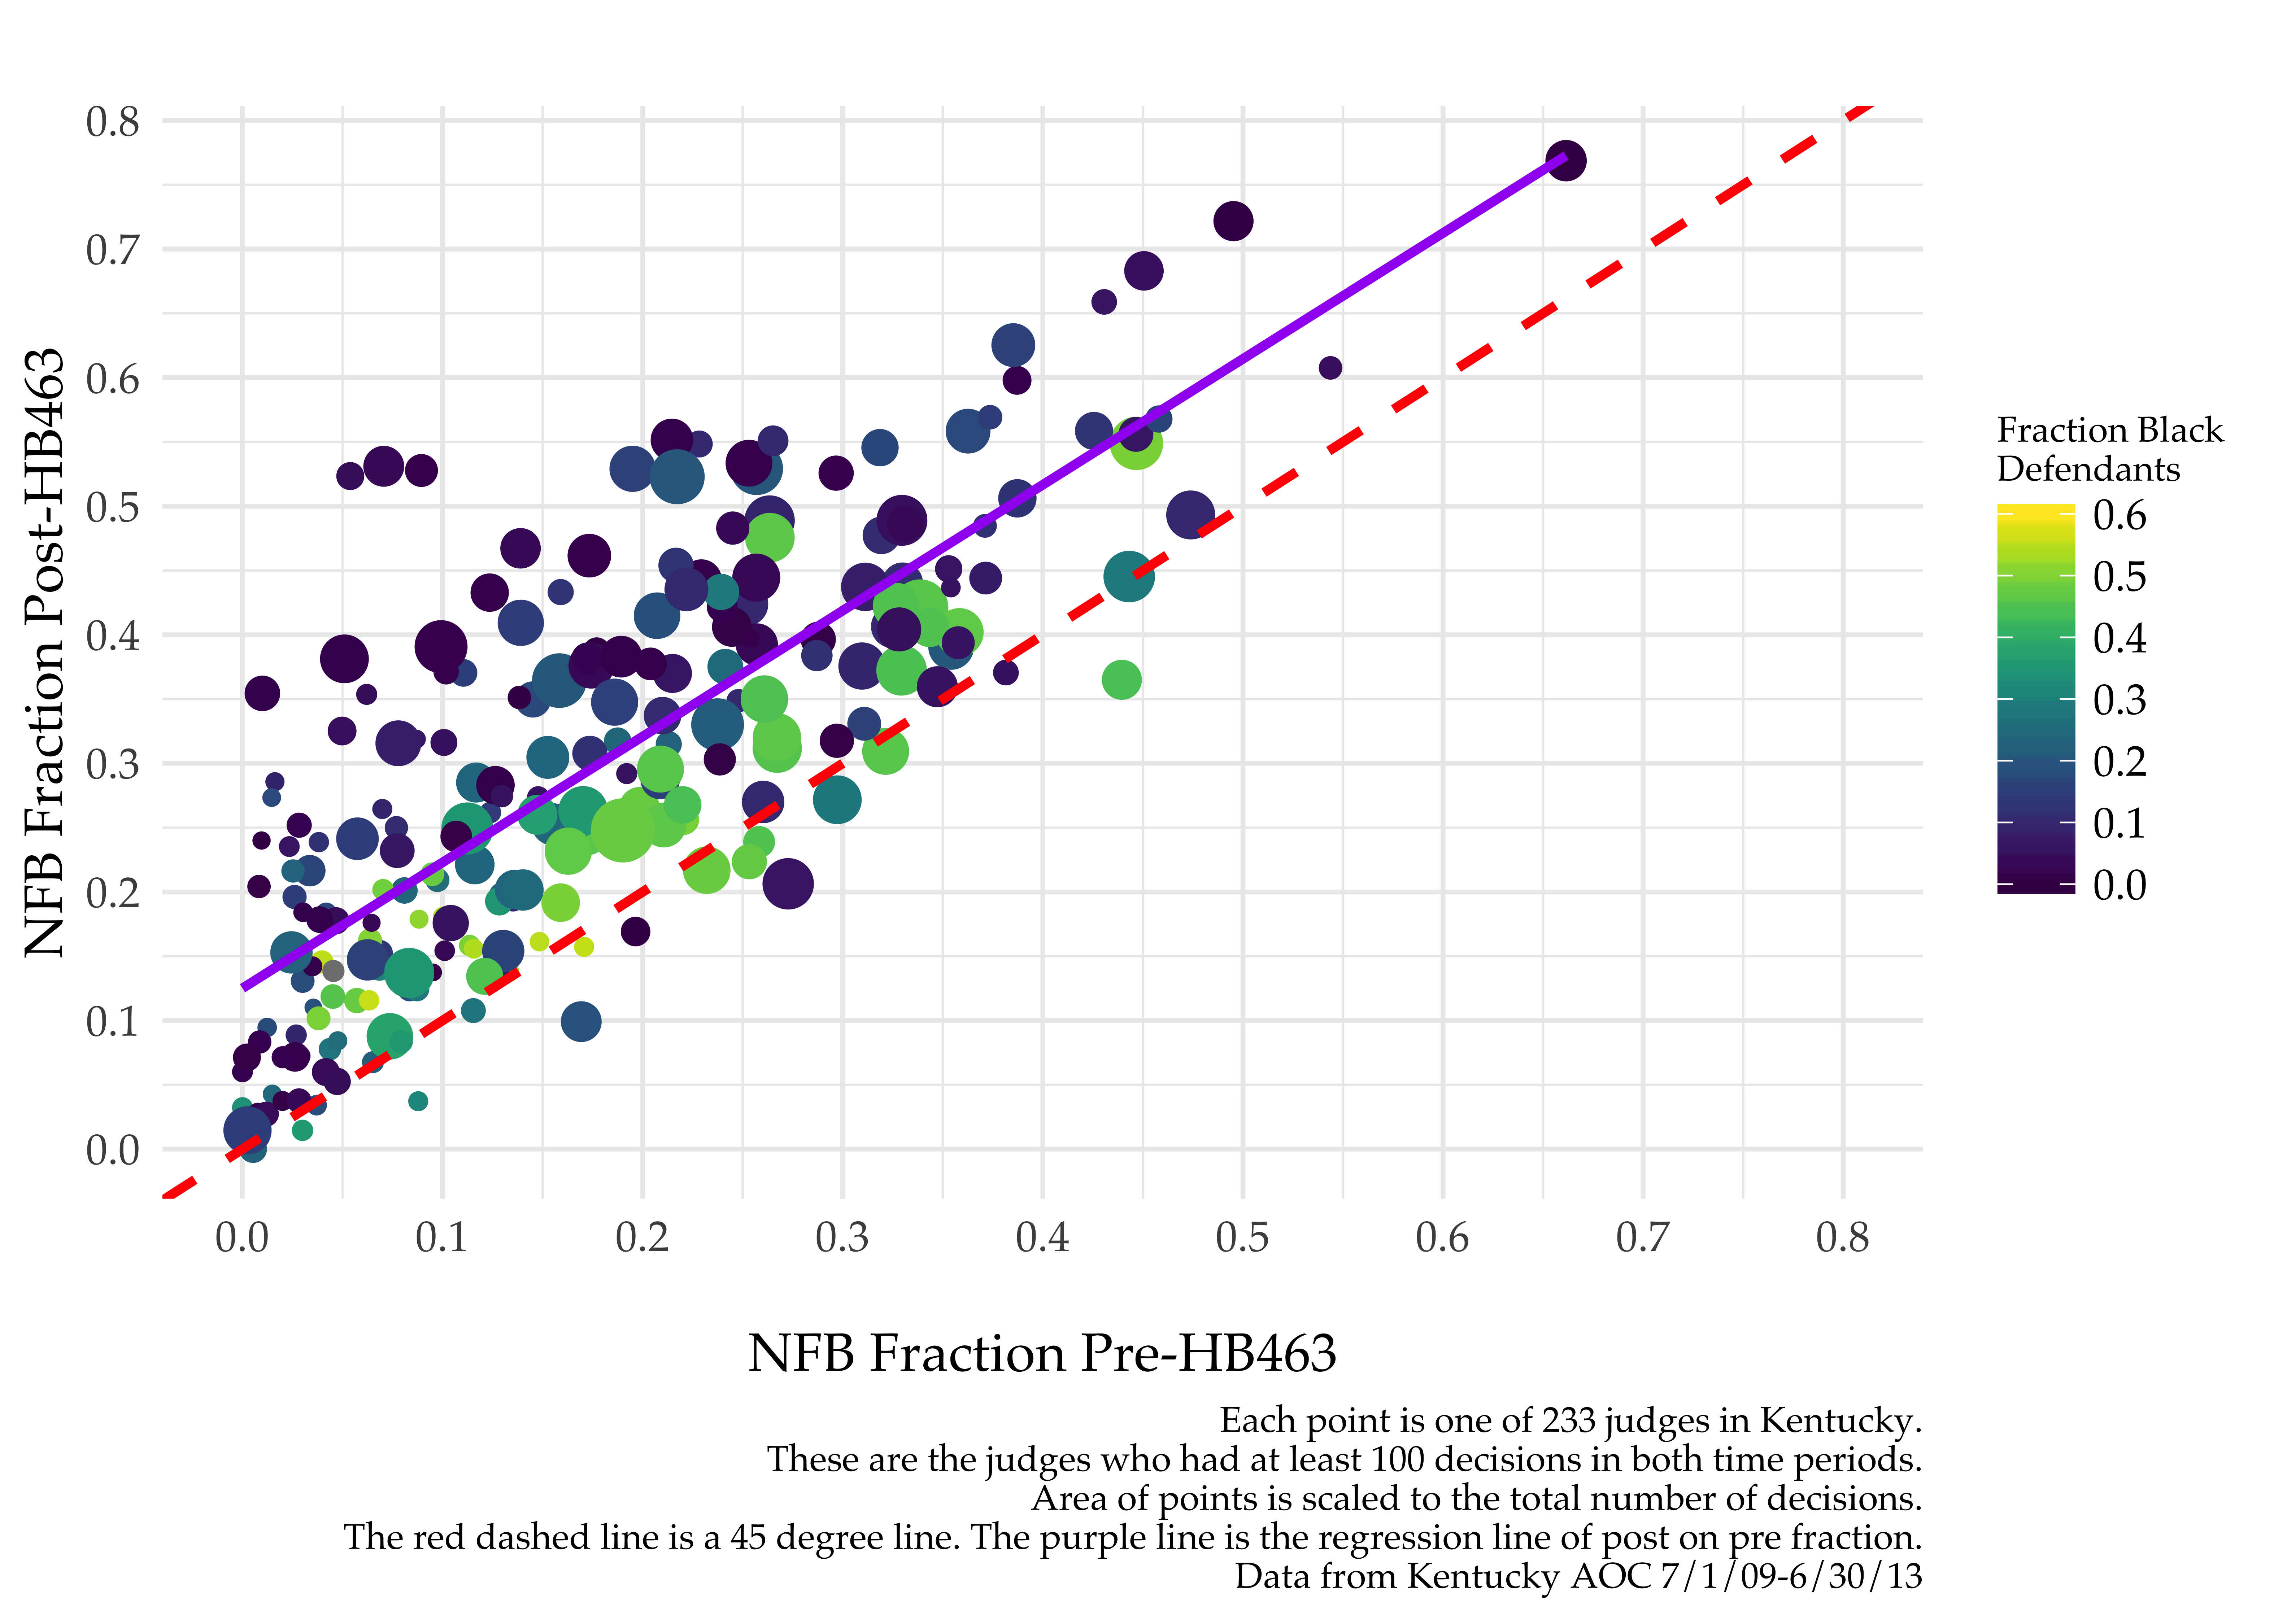 0.8
0.7
0.6
0.5
0.4
0.3
0.2
0.1
0.0
NFB Fraction Post-HB463
0.0 0.1 0.2 0.3 0.4 0.5 0.6 0.7 0.8
NFB Fraction Pre-HB463
Fraction Black
Defendants
0.6
0.5
0.4
0.3
0.2
0.1
0.0
Each point is one of 233 judges in Kentucky.
These are the judges who had at least 100 decisions in both time periods.
Area of points is scaled to the total number of decisions.
The red dashed line is a 45 degree line. The purple line is the regression line of post on pre fraction.
Data from Kentucky AOC 7/1/09-6/30/13